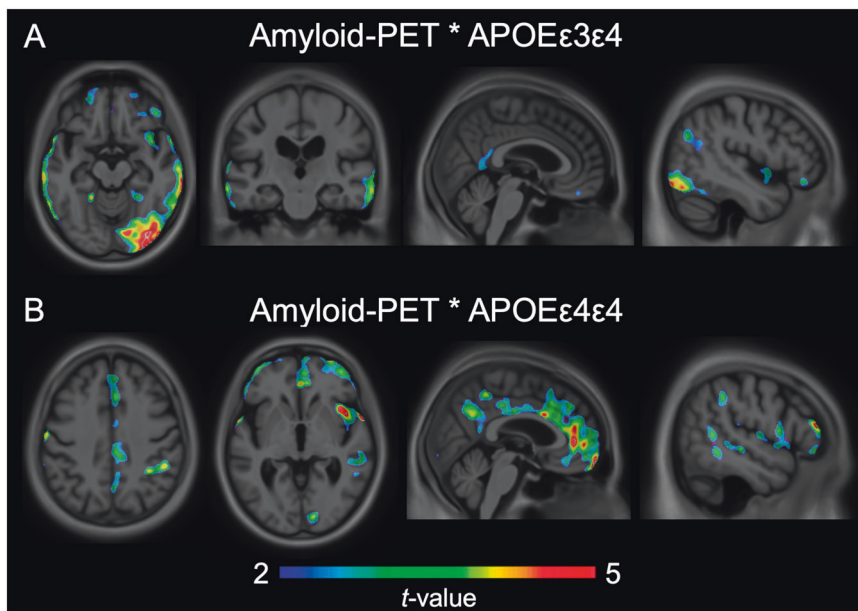 A
Amyloid-PET * APOEε3ε4
B
Amyloid-PET * APOEε4ε4
2 5
t-value